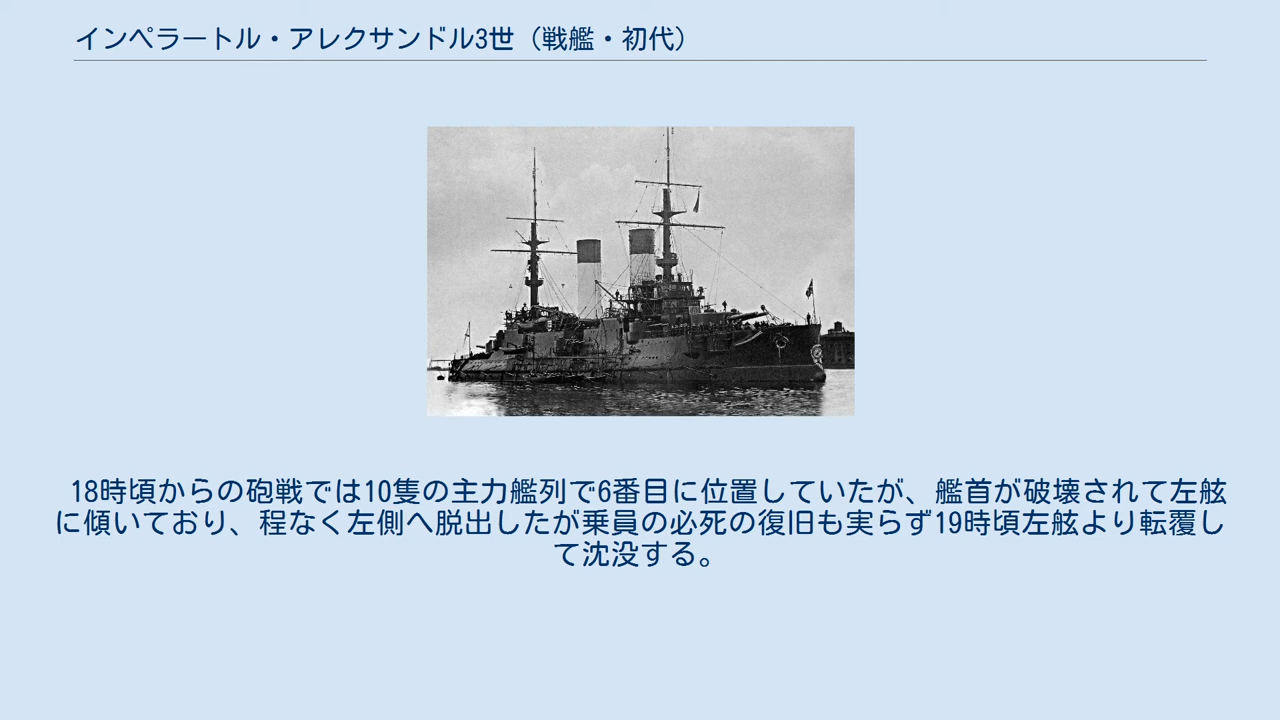 インペラートル・アレクサンドル3世（戦艦・初代）
18時頃からの砲戦では10隻の主力艦列で6番目に位置していたが、艦首が破壊されて左舷
に傾いており、程なく左側へ脱出したが乗員の必死の復旧も実らず19時頃左舷より転覆し
て沈没する。